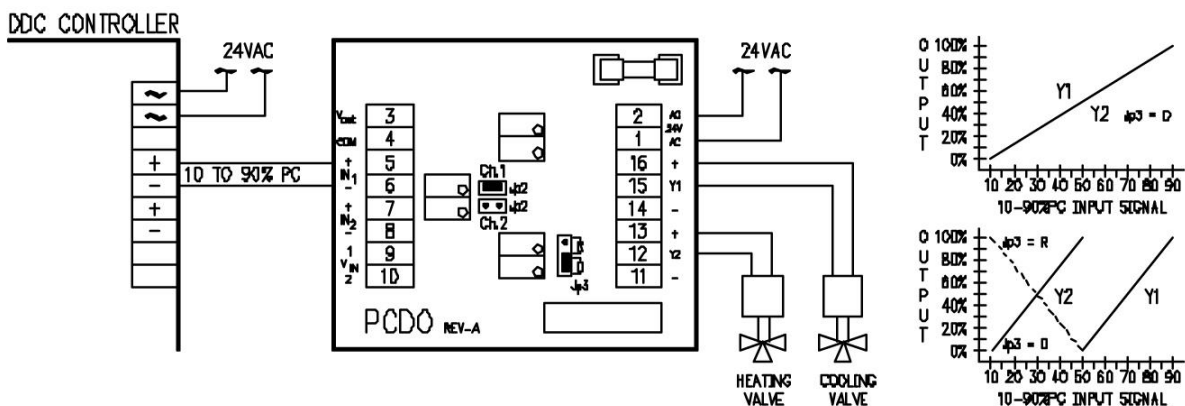 DDC CONTROLLER
24VAC
~
~
+
-
+
-
10 TO 90% PC
Vout 3
COM 4
+ 5
IN1
- 6
+ 7
IN2
- 8
1 9
VIN
2 10
Ch.1
Jp2
Jp2
Ch.2
R
D
Jp3
PCDO REV-A
24VAC
2 AC
24V
1 AC
16 +
15 Y1
14 -
13 +
12 Y2
11 -
HEATING
VALVE
COOLING
VALVE
OUTPUT
100%
80%
60%
40%
20%
0%
Y1
Y2
Jp3 = D
10 20 30 40 50 60 70 80 90
10-90%PC INPUT SIGNAL
OUTPUT
100%
80%
60%
40%
20%
0%
Jp3 = R
Y2
Y1
Jp3 = D
10 20 30 40 50 60 70 80 90
10-90%PC INPUT SIGNAL